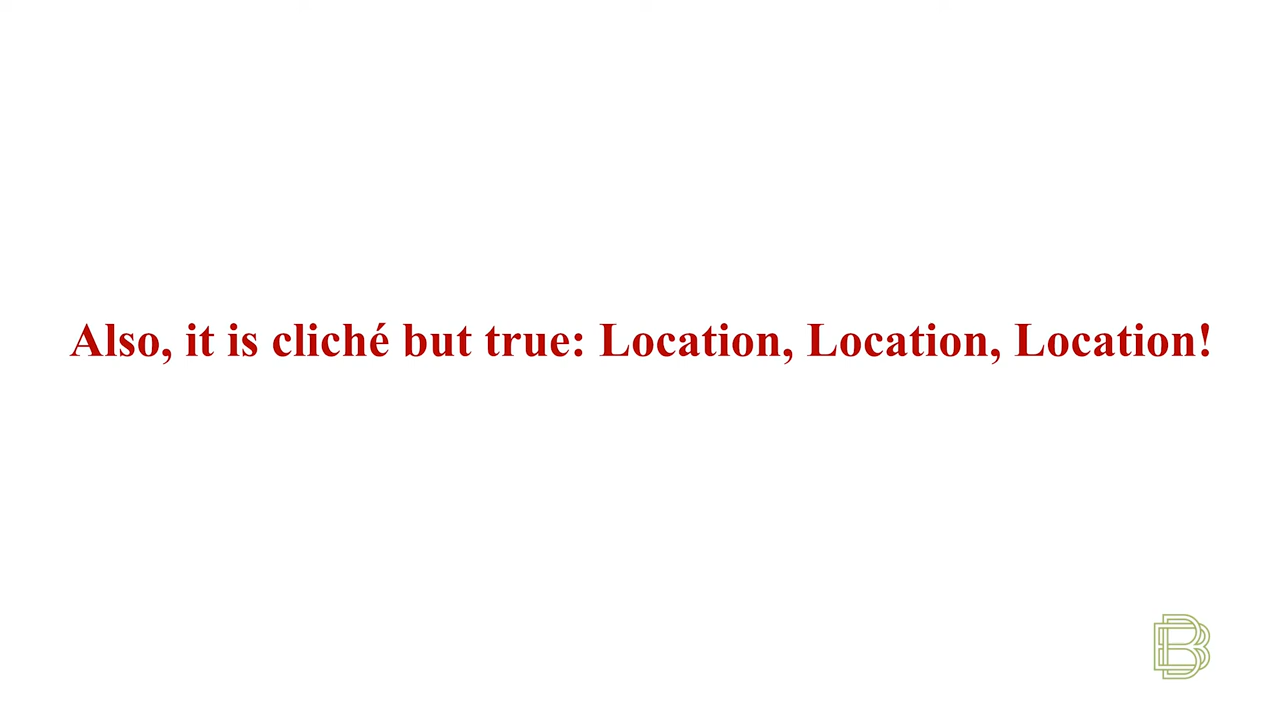 Also, it is cliché but true: Location, Location, Location!